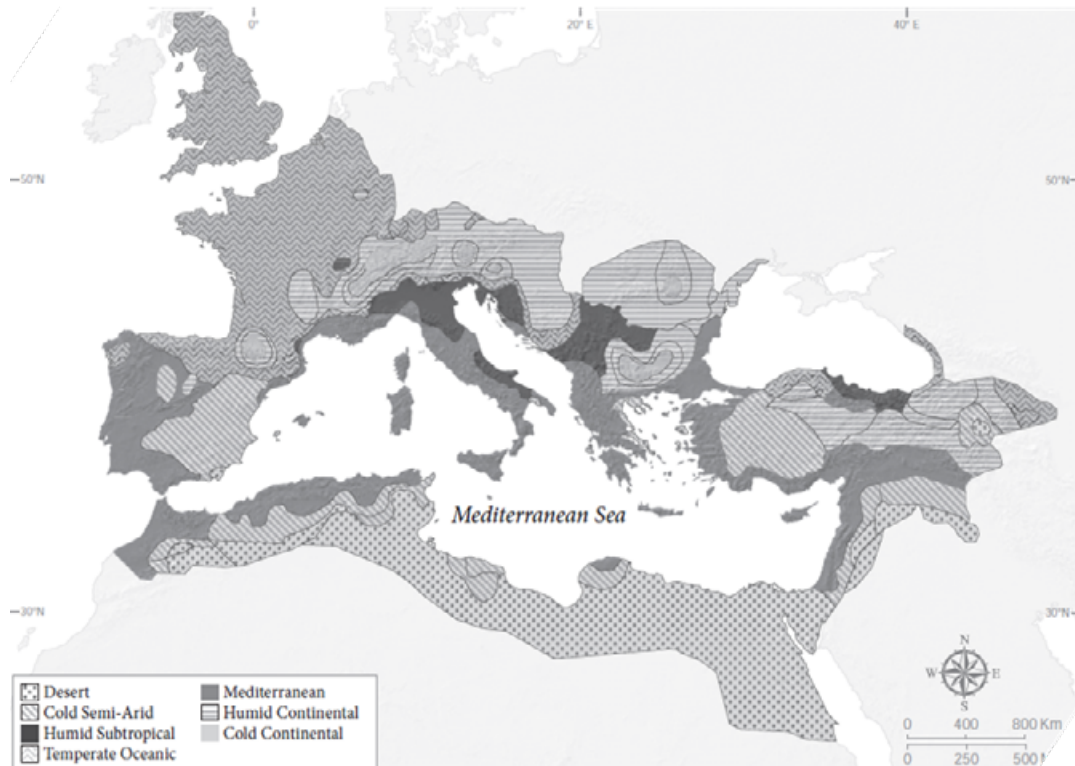 0°
20° E
40° E
50°N
50°N
Mediterranean Sea
30°N
30°N
N
W
E
S
Desert
Mediterranean
Cold Semi-Arid
Humid Continental
Humid Subtropical
Cold Continental
Temperate Oceanic
0 400 800 Km
0 250 500